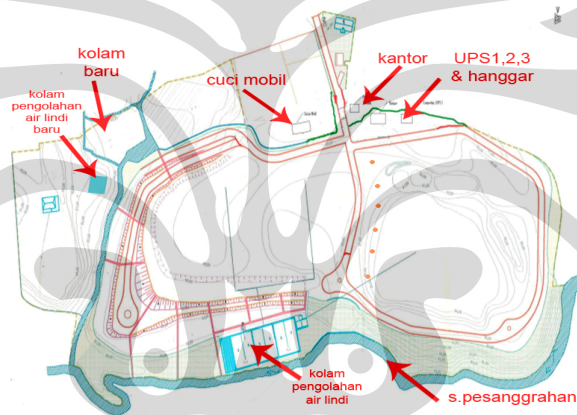 kolam
baru
kolam
pengolahan
air lindi
baru
cuci mobil
kantor
UPS1,2,3
& hanggar
kolam
pengolahan
air lindi
s.pesanggrahan